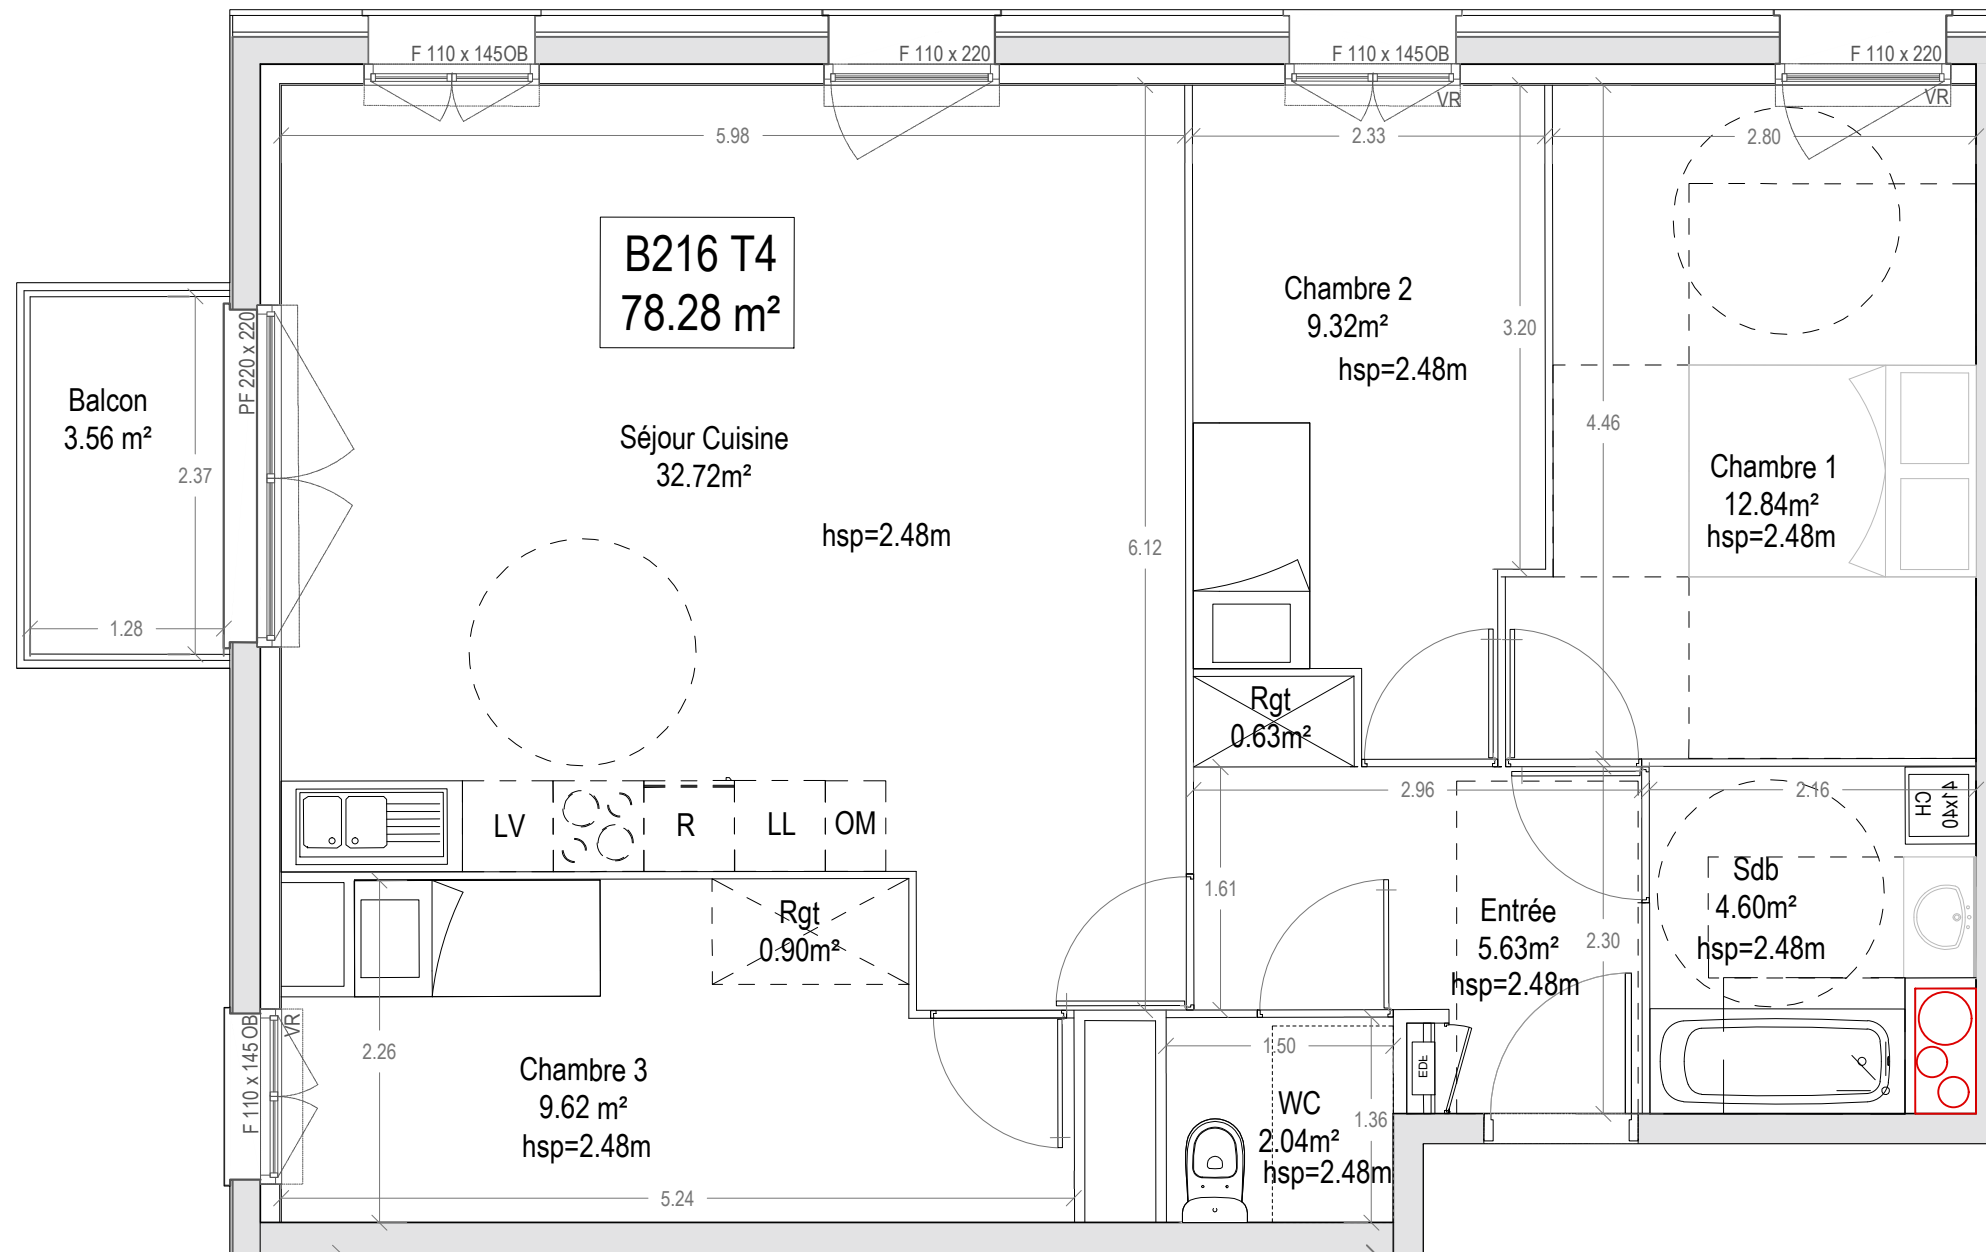 F 110 x 145OB
F 110 x 220
F 110 x 145OB
F 110 x 220
VR
VR
5.98
2.33
2.80
B216 T4
78.28 m²
Chambre 2
9.32m²
hsp=2.48m
3.20
2.37
PF 220 x 220
Balcon
3.56 m²
Séjour Cuisine
32.72m²
hsp=2.48m
6.12
4.46
Chambre 1
12.84m²
hsp=2.48m
1.28
Rgt
0.63m²
2.96
2.16
41x40
CH
LV
R
LL
OM
1.61
Sdb
4.60m²
hsp=2.48m
Rgt
0.90m²
Entrée
5.63m²
hsp=2.48m
2.30
F 110 x 145 OB
VR
2.26
1.50
EDF
Chambre 3
9.62 m²
hsp=2.48m
WC
2.04m²
hsp=2.48m
1.36
5.24